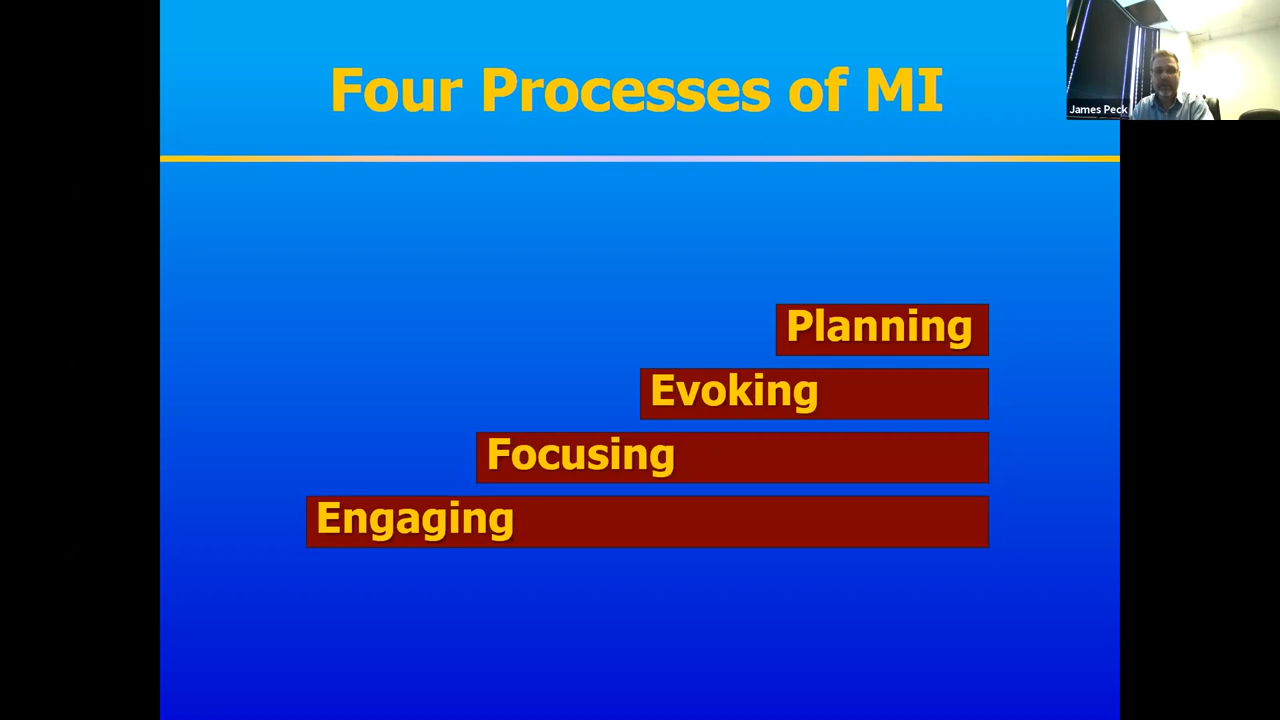 Four Processes of MI
James Peck
Planning
Evoking
Focusing
Engaging